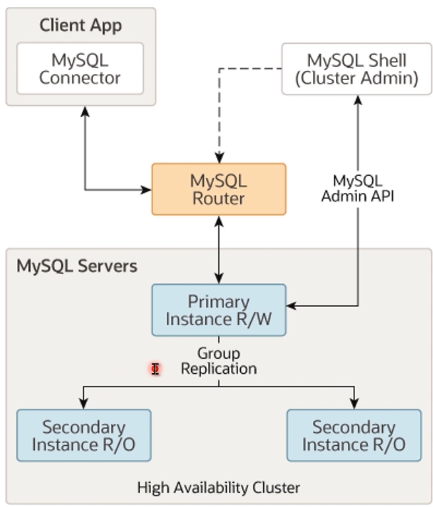 Client App
MySQL
Connector
MySQL Shell
(Cluster Admin)
MySQL
Router
MySQL
Admin API
MySQL Servers
Primary
Instance R/W
Group
Replication
Secondary
Instance R/O
Secondary
Instance R/O
High Availability Cluster